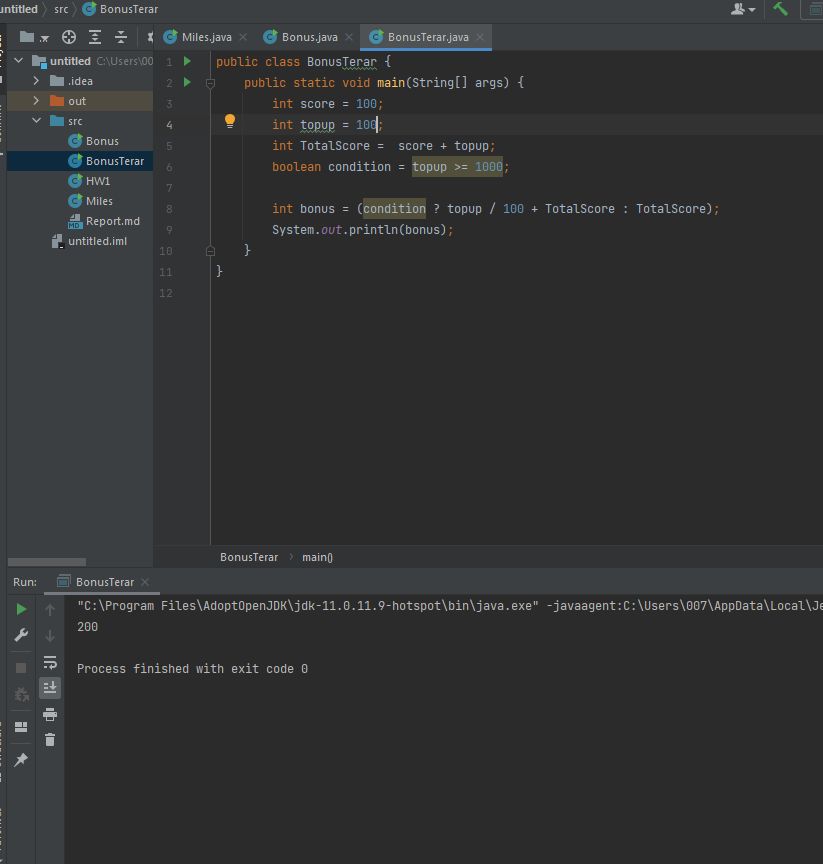 untitled src BonusTerar
Miles.java Bonus.java BonusTerar.java
untitled C:\Users\00
.idea
out
src
Bonus
BonusTerar
HW1
Miles
Report.md
untitled.iml
1 public class BonusTerar {
2 public static void main(String[] args) {
3 int score = 100;
4 int topup = 100;
5 int TotalScore =  score + topup;
6 boolean condition = topup >= 1000;
7
8 int bonus = (condition ? topup / 100 + TotalScore : TotalScore);
9 System.out.println(bonus);
10 }
11 }
12
BonusTerar main()
Run: BonusTerar
"C:\Program Files\AdoptOpenJDK\jdk-11.0.11.9-hotspot\bin\java.exe" -javaagent:C:\Users\007\AppData\Local\Je
200
Process finished with exit code 0